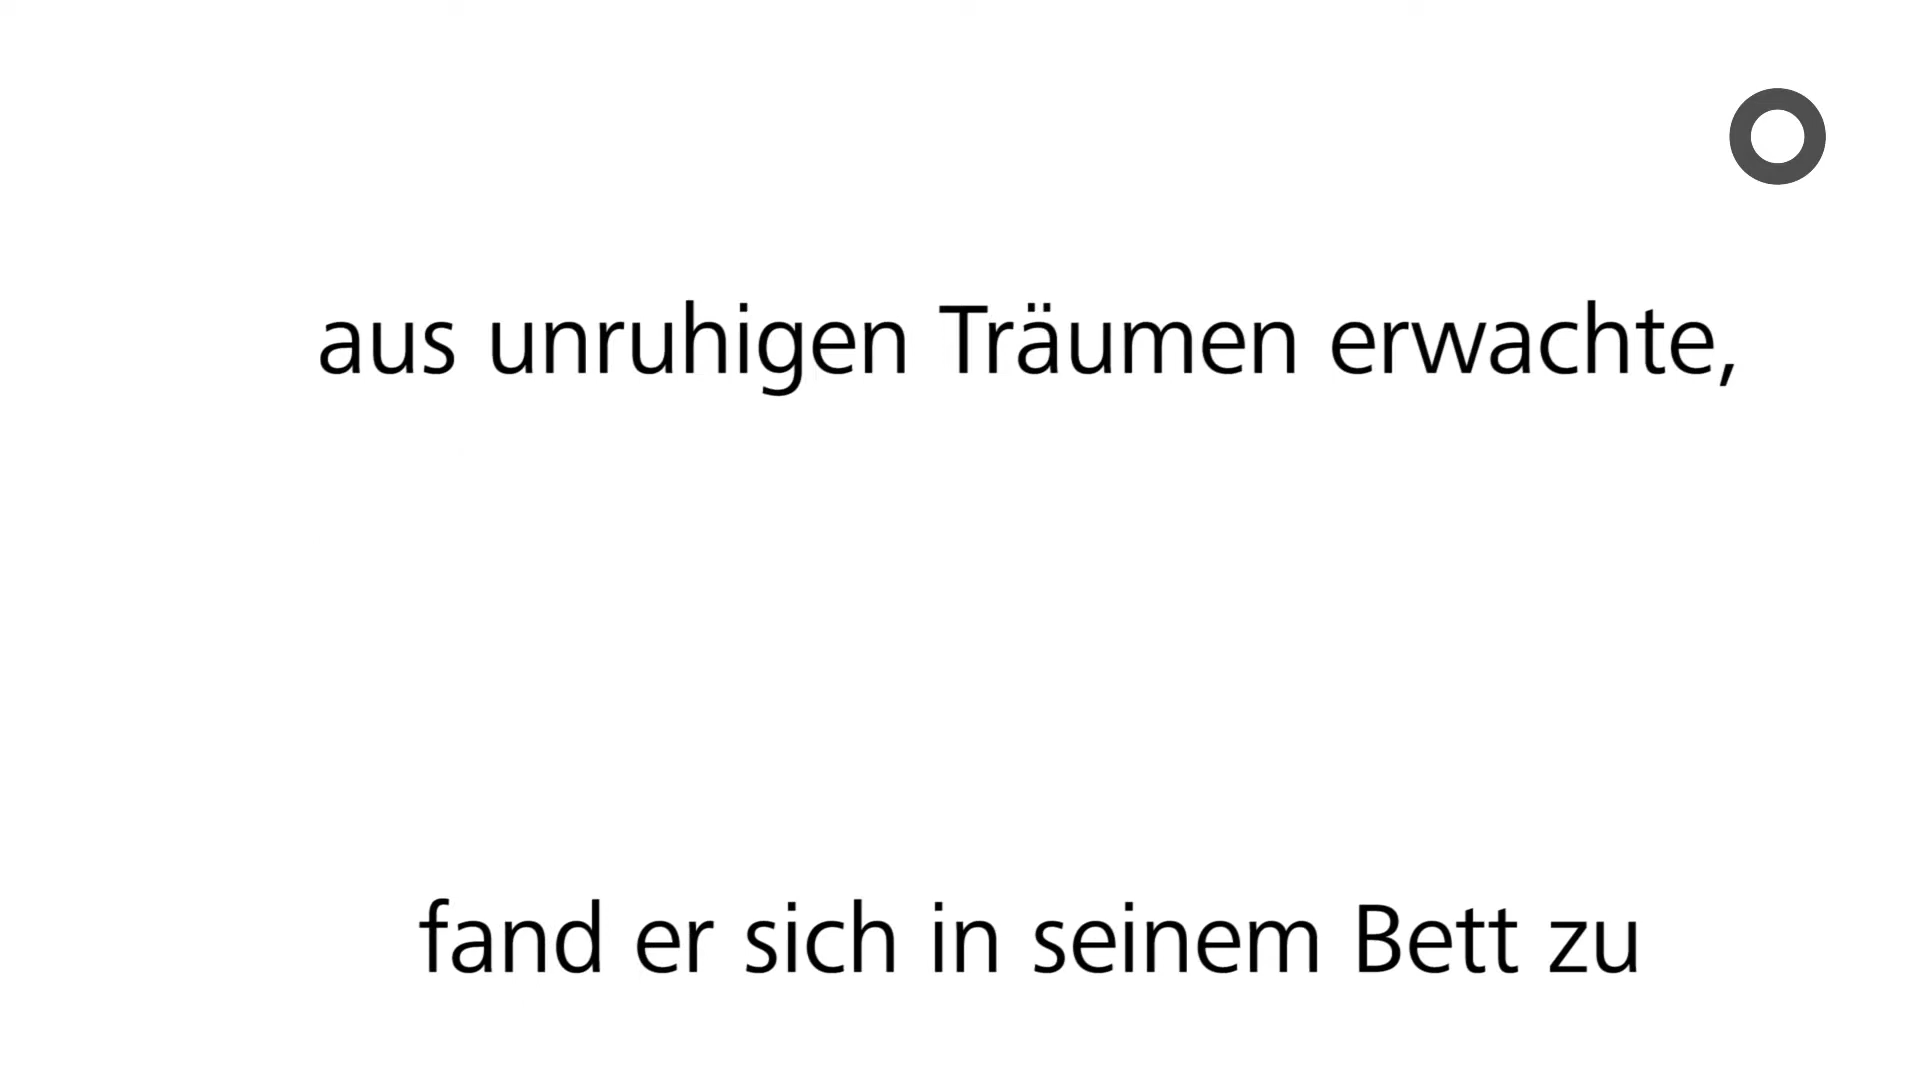 aus unruhigen Träumen erwachte,
fand er sich in seinem Bett zu